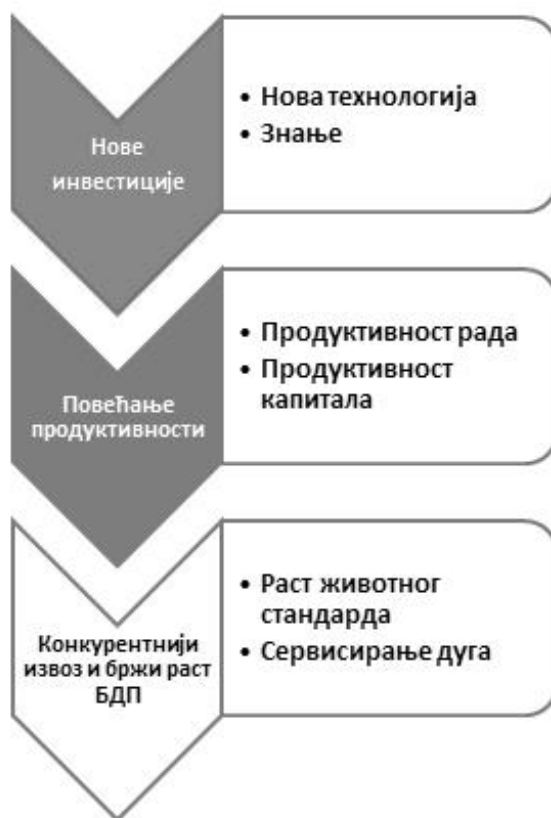 Нове
инвестиције
• Нова технологија
• Знање
Повећање
продуктивности
• Продуктивност рада
• Продуктивност
капитала
Конкурентнији
извоз и бржи раст
БДП
• Раст животног
стандарда
• Сервисирање дуга